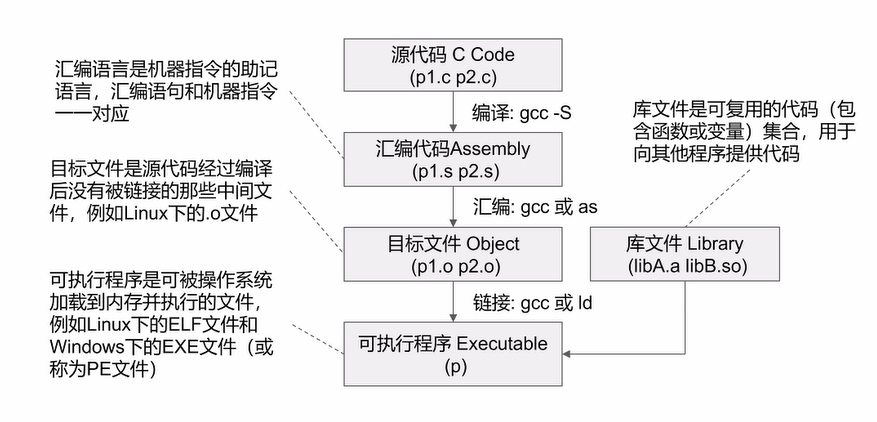 源代码 C Code
(p1.c p2.c)
汇编语言是机器指令的助记
语言，汇编语句和机器指令
一一对应
编译: gcc -S
库文件是可复用的代码（包
含函数或变量）集合，用于
向其他程序提供代码
汇编代码Assembly
(p1.s p2.s)
目标文件是源代码经过编译
后没有被链接的那些中间文
件，例如Linux下的.o文件
汇编: gcc 或 as
目标文件 Object
(p1.o p2.o)
库文件 Library
(libA.a libB.so)
可执行程序是可被操作系统
加载到内存并执行的文件，
例如Linux下的ELF文件和
Windows下的EXE文件（或
称为PE文件）
链接: gcc 或 ld
可执行程序 Executable
(p)